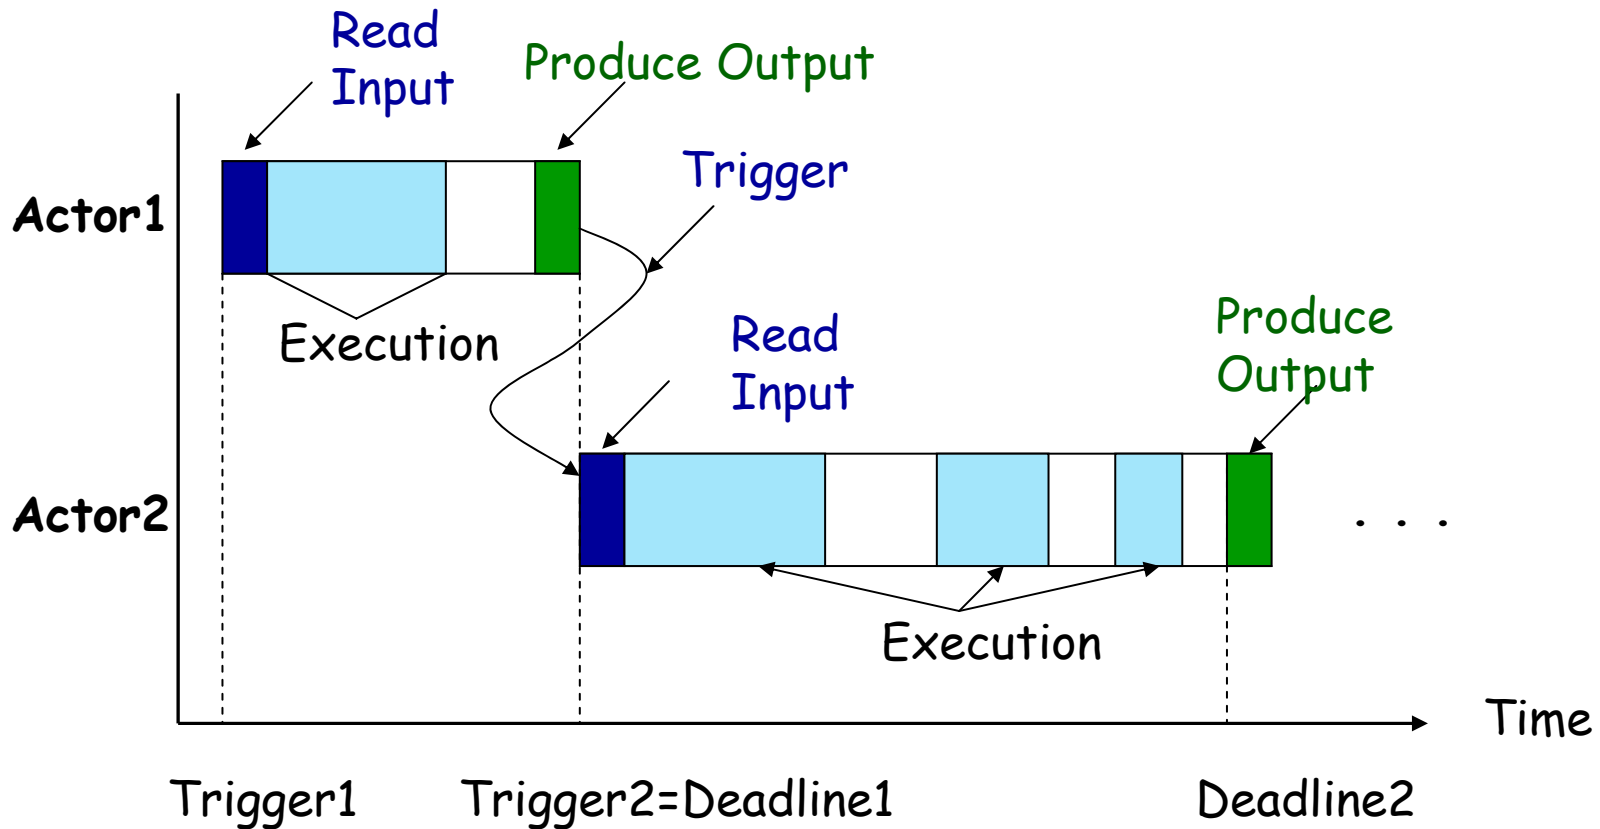 Read
Input
Produce Output
Trigger
Actor1
Execution
Read
Input
Produce
Output
Actor2
. . .
Execution
Time
Trigger1
Trigger2=Deadline1
Deadline2